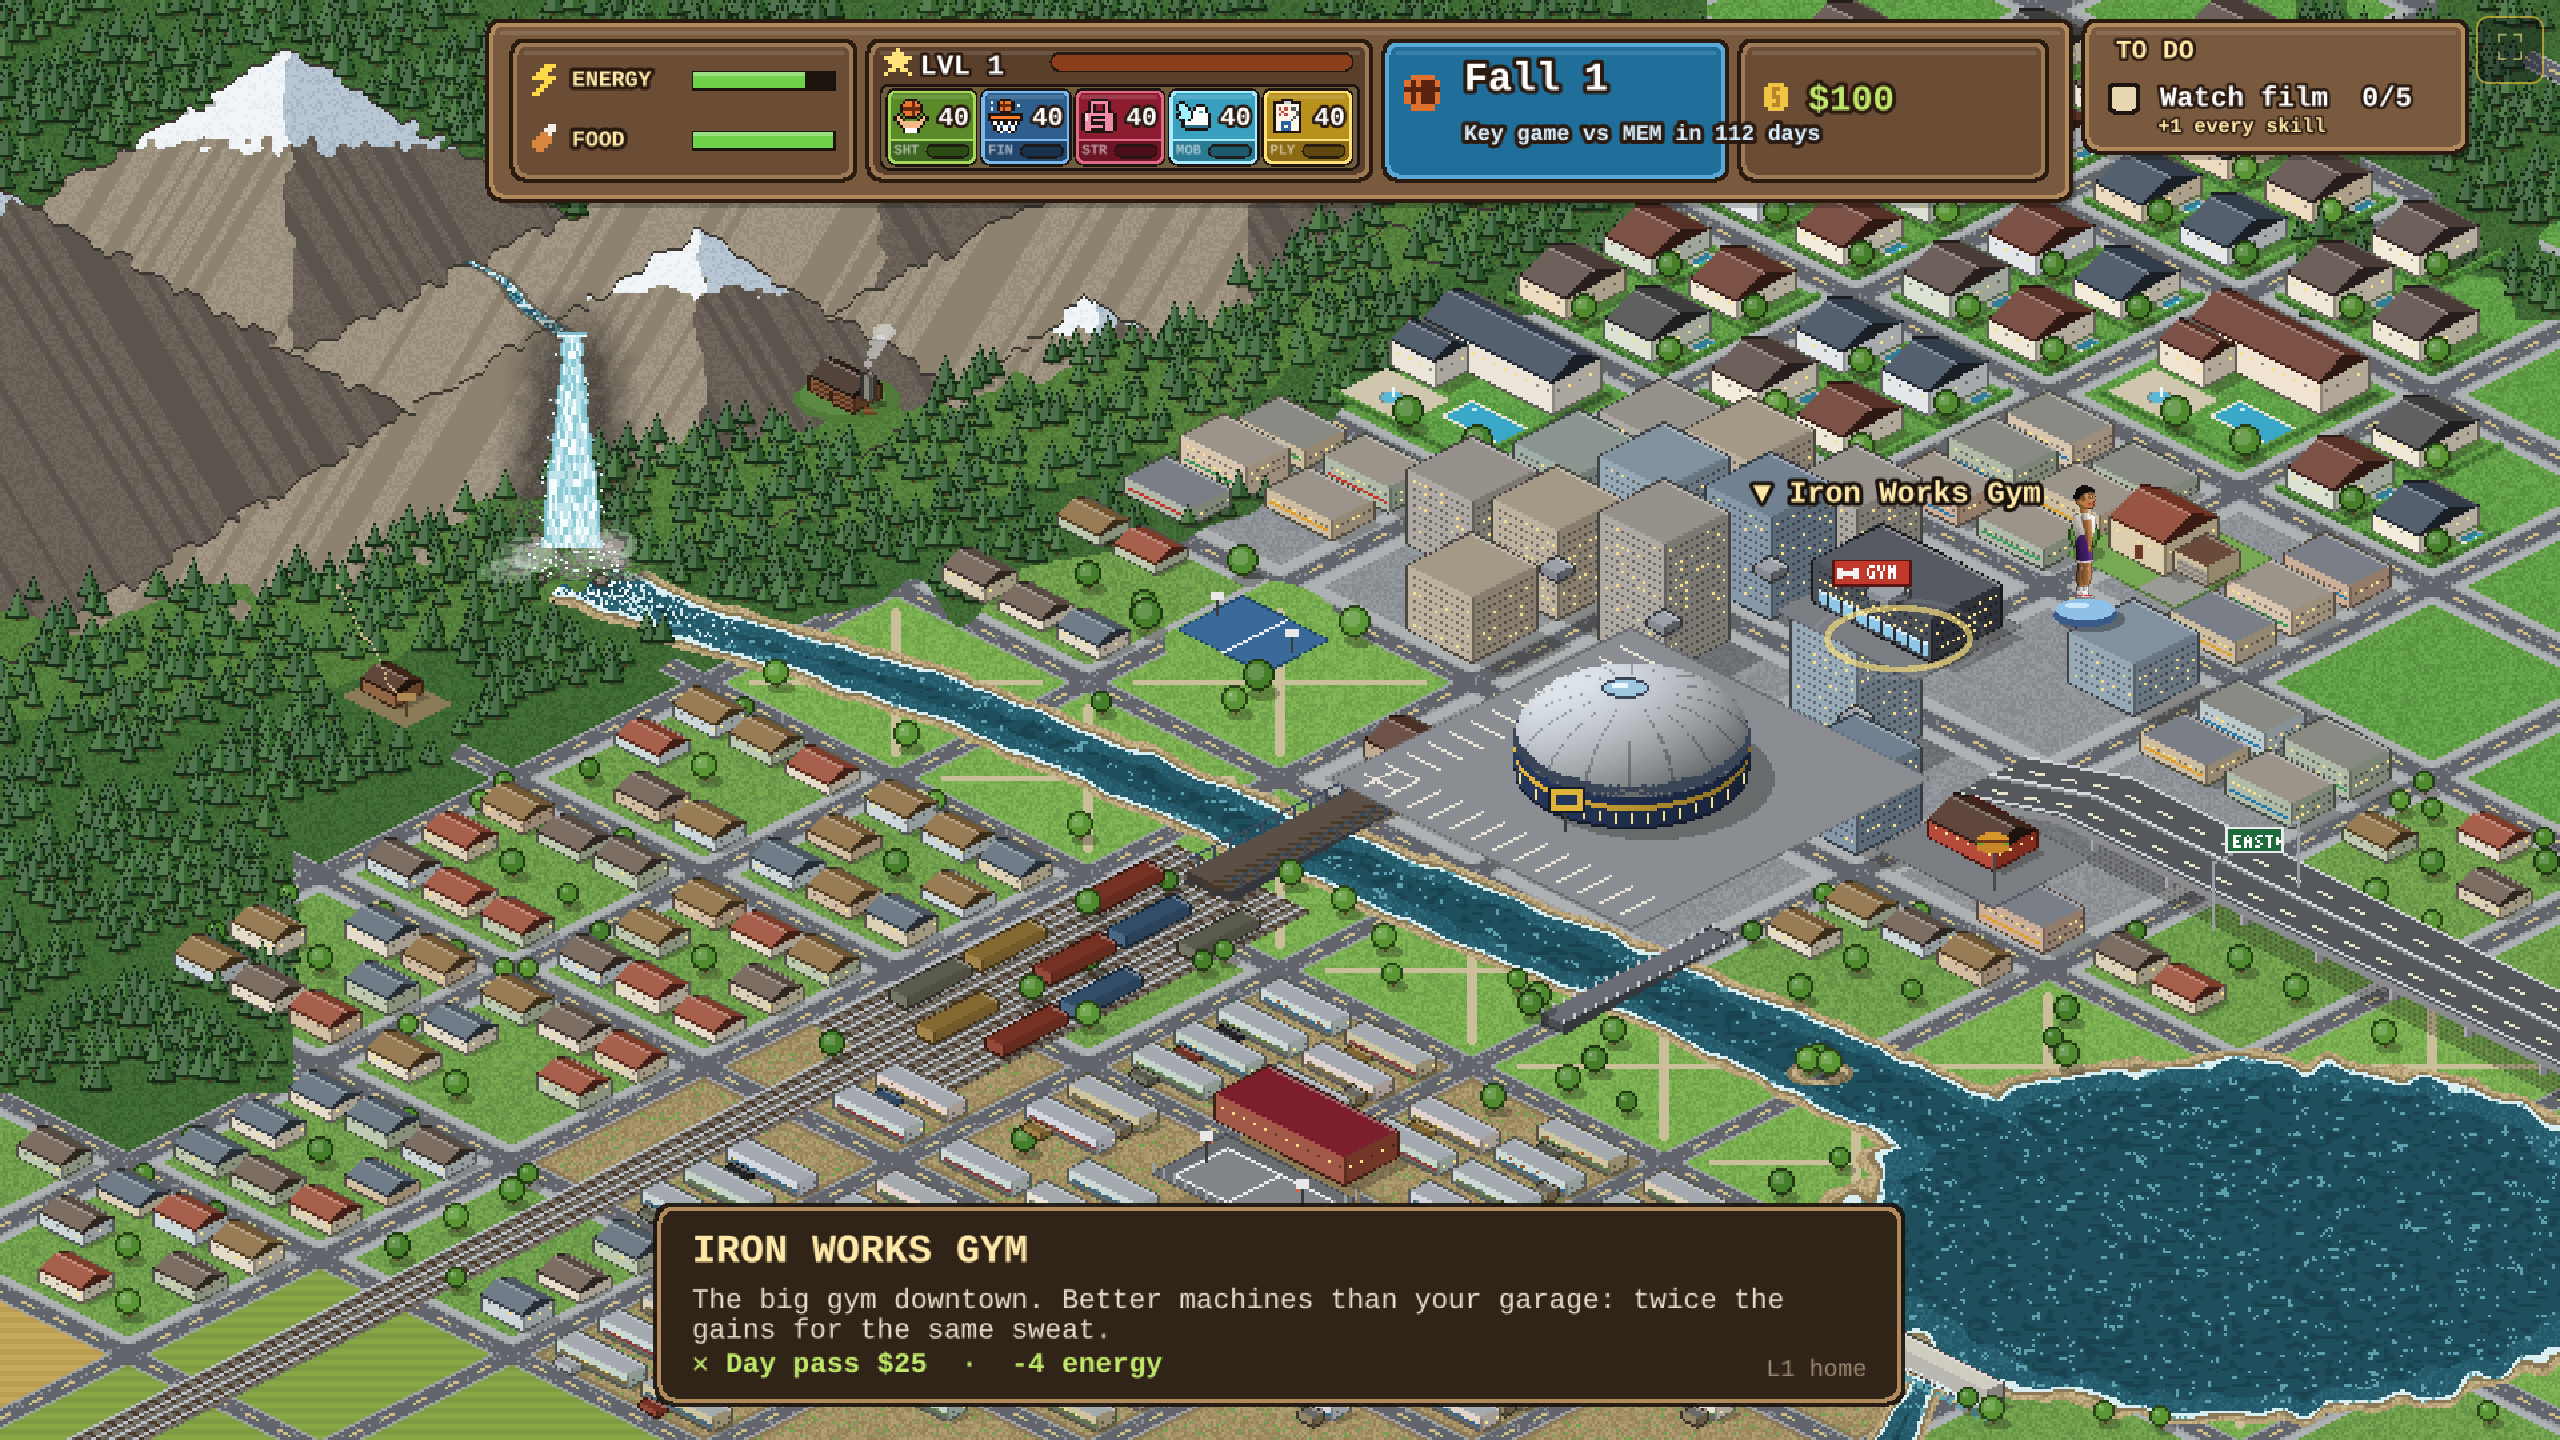 ENERGY
FOOD
LVL 1
40 40 40 40 40
SHT FIN STR MOB PLY
Fall 1
Key game vs MEM in 112 days
$100
TO DO
Watch film 0/5
+1 every skill
▼ Iron Works Gym
GYM
EAST
IRON WORKS GYM
The big gym downtown. Better machines than your garage: twice the
gains for the same sweat.
× Day pass $25 · -4 energy
L1 home